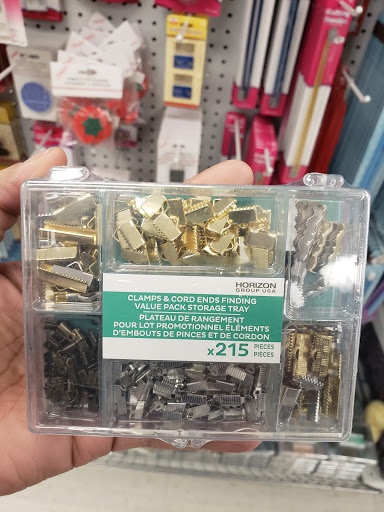 HORIZON
GROUP USA
CLAMPS & CORD ENDS FINDING
VALUE PACK STORAGE TRAY
PLATEAU DE RANGEMENT
POUR LOT PROMOTIONNEL ÉLÉMENTS
D'EMBOUTS DE PINCES ET DE CORDON
x215 PIECES
PIÈCES